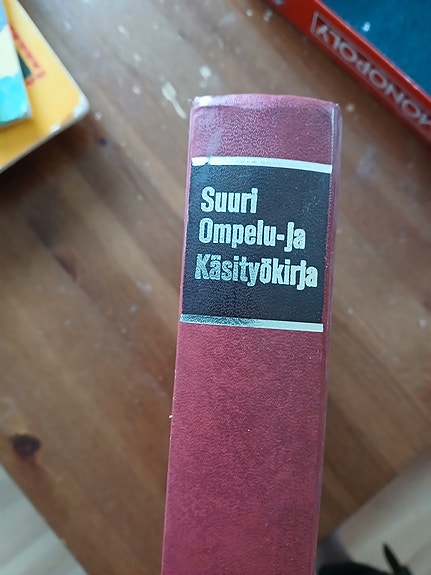 Suuri
Ompelu-ja
Käsityökirja
MONOPOLY